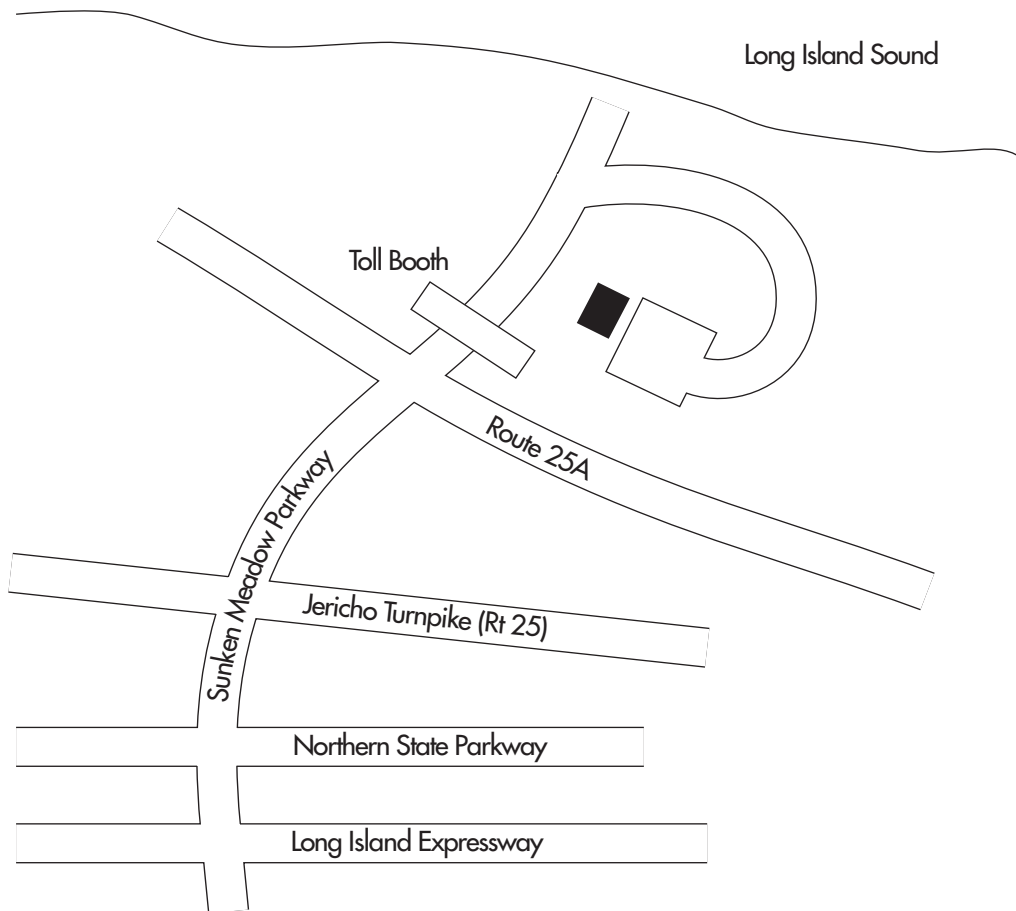 Long Island Sound
Toll Booth
Route 25A
Sunken Meadow Parkway
Jericho Turnpike (Rt 25)
Northern State Parkway
Long Island Expressway